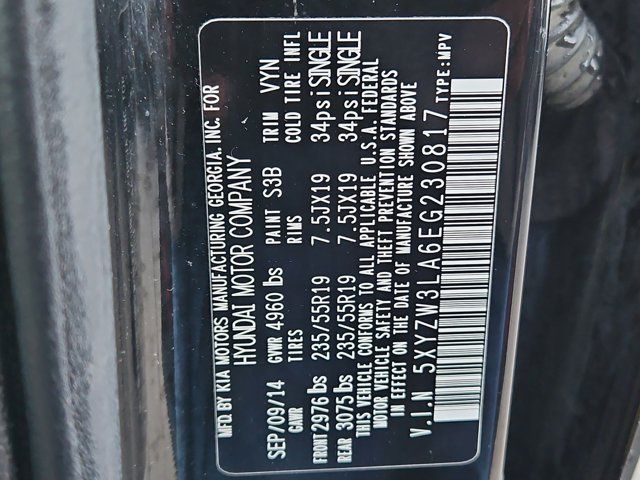 MFD BY KIA MOTORS MANUFACTURING GEORGIA, INC. FOR
HYUNDAI MOTOR COMPANY
SEP/09/14 GVWR 4960 lbs PAINT S3B TRIM VYN
GAWR TIRES RIMS COLD TIRE INFL
FRONT 2976 lbs 235/55R19 7.5JX19 34psi SINGLE
REAR 3075 lbs 235/55R19 7.5JX19 34psi SINGLE
THIS VEHICLE CONFORMS TO ALL APPLICABLE U.S.A. FEDERAL
MOTOR VEHICLE SAFETY AND THEFT PREVENTION STANDARDS
IN EFFECT ON THE DATE OF MANUFACTURE SHOWN ABOVE
V.I.N 5XYZW3LA6EG230817
TYPE:MPV